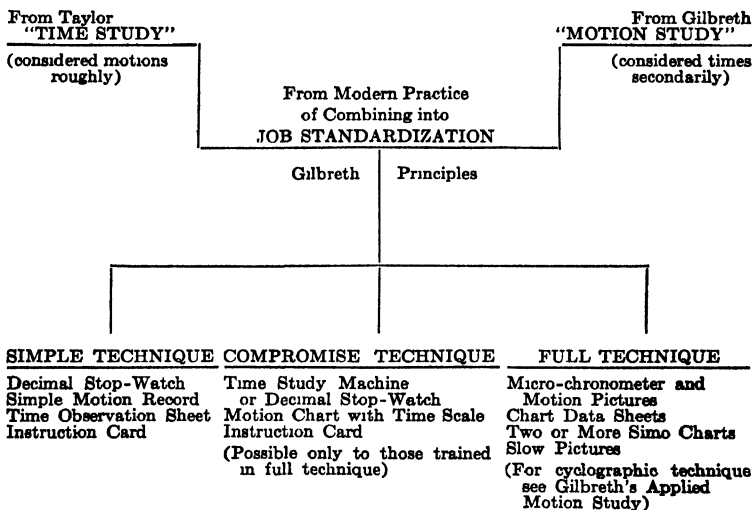 From Taylor
"TIME STUDY"
(considered motions
roughly)
From Gilbreth
"MOTION STUDY"
(considered times
secondarily)
From Modern Practice
of Combining into
JOB STANDARDIZATION
Gilbreth Principles
SIMPLE TECHNIQUE
Decimal Stop-Watch
Simple Motion Record
Time Observation Sheet
Instruction Card
COMPROMISE TECHNIQUE
Time Study Machine
or Decimal Stop-Watch
Motion Chart with Time Scale
Instruction Card
(Possible only to those trained
in full technique)
FULL TECHNIQUE
Micro-chronometer and
Motion Pictures
Chart Data Sheets
Two or More Simo Charts
Slow Pictures
(For cyclographic technique
see Gilbreth's Applied
Motion Study)